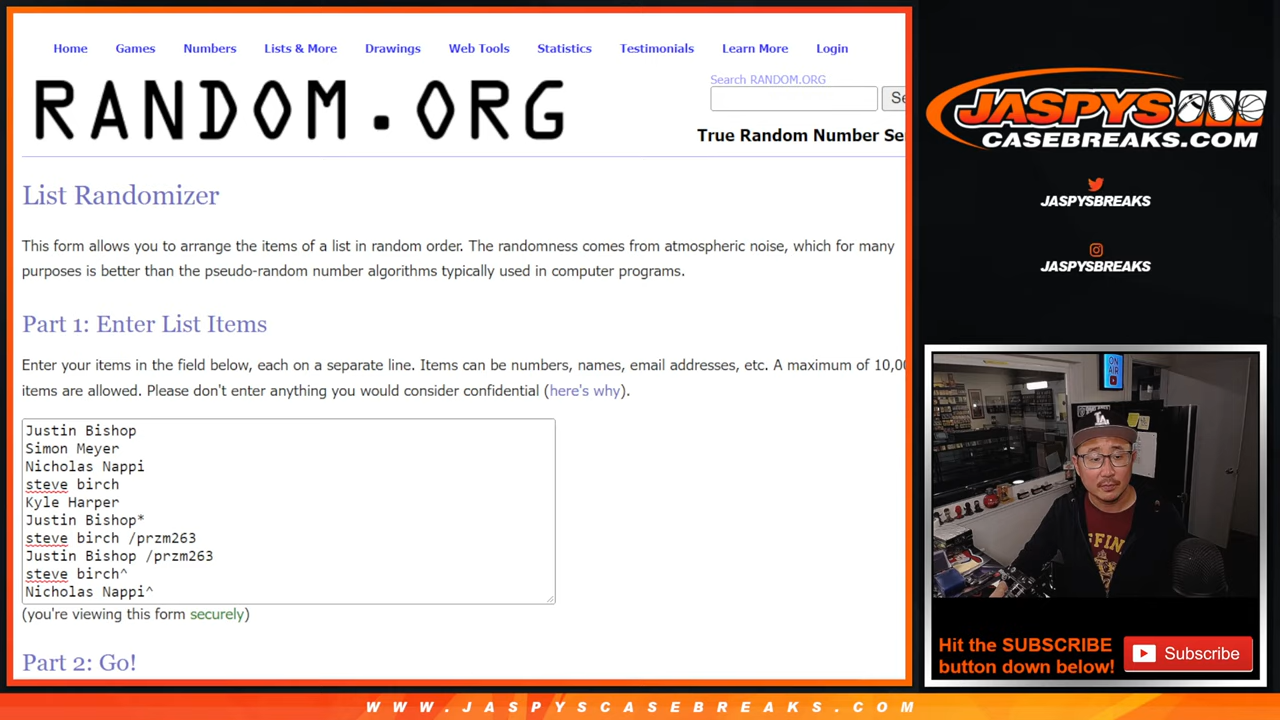 Home Games Numbers Lists & More Drawings Web Tools Statistics Testimonials Learn More Login
RANDOM.ORG
Search RANDOM.ORG
Se
True Random Number Se
List Randomizer
This form allows you to arrange the items of a list in random order. The randomness comes from atmospheric noise, which for many
purposes is better than the pseudo-random number algorithms typically used in computer programs.
Part 1: Enter List Items
Enter your items in the field below, each on a separate line. Items can be numbers, names, email addresses, etc. A maximum of 10,00
items are allowed. Please don't enter anything you would consider confidential (here's why).
Justin Bishop
Simon Meyer
Nicholas Nappi
steve birch
Kyle Harper
Justin Bishop*
steve birch /przm263
Justin Bishop /przm263
steve birch^
Nicholas Nappi^
(you're viewing this form securely)
Part 2: Go!
JASPYS
CASEBREAKS.COM
JASPYSBREAKS
JASPYSBREAKS
ON
AIR
LA
Hit the SUBSCRIBE
button down below!
Subscribe
WWW.JASPYSCASEBREAKS.COM